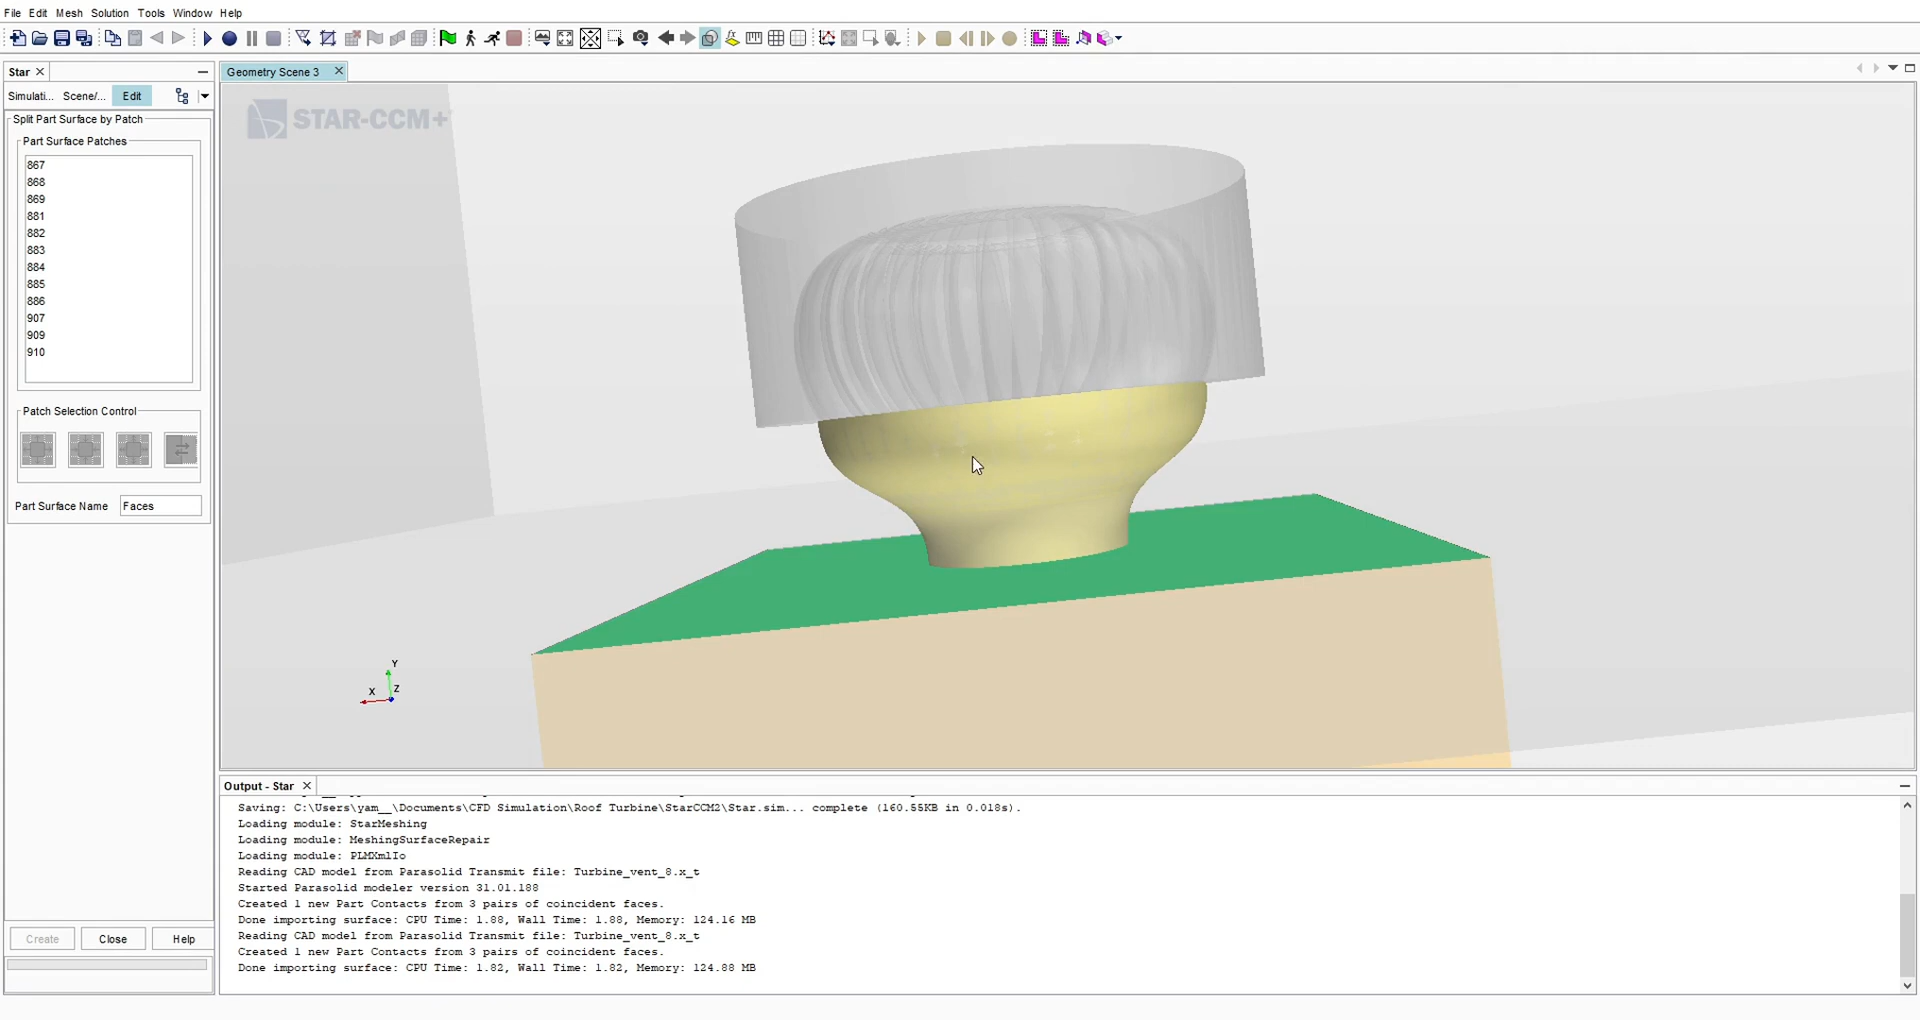 File Edit Mesh Solution Tools Window Help
Star
Geometry Scene 3
Simulati... Scene/... Edit
Split Part Surface by Patch
Part Surface Patches
867
868
869
881
882
883
884
885
886
907
909
910
Patch Selection Control
Part Surface Name Faces
Create Close Help
STAR-CCM+
Y
X Z
Output - Star
Saving: C:\Users\yam__\Documents\CFD Simulation\Roof Turbine\StarCCM2\Star.sim... complete (160.55KB in 0.018s).
Loading module: StarMeshing
Loading module: MeshingSurfaceRepair
Loading module: PLMXmlIo
Reading CAD model from Parasolid Transmit file: Turbine_vent_8.x_t
Started Parasolid modeler version 31.01.188
Created 1 new Part Contacts from 3 pairs of coincident faces.
Done importing surface: CPU Time: 1.88, Wall Time: 1.88, Memory: 124.16 MB
Reading CAD model from Parasolid Transmit file: Turbine_vent_8.x_t
Created 1 new Part Contacts from 3 pairs of coincident faces.
Done importing surface: CPU Time: 1.82, Wall Time: 1.82, Memory: 124.88 MB